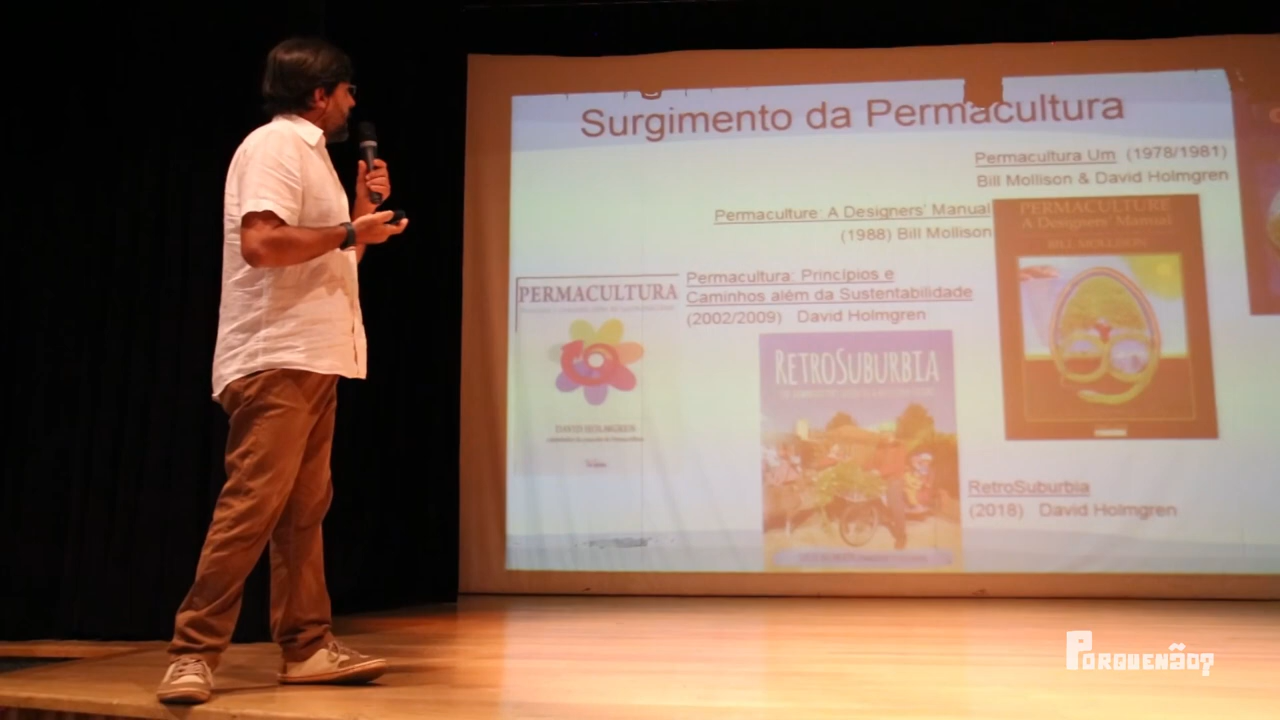 Surgimento da Permacultura
Permacultura Um (1978/1981)
Bill Mollison & David Holmgren
Permaculture: A Designers' Manual
(1988) Bill Mollison
PERMACULTURE
A Designers' Manual
BILL MOLLISON
Permacultura: Princípios e
Caminhos além da Sustentabilidade
(2002/2009) David Holmgren
PERMACULTURA
DAVID HOLMGREN
RETROSUBURBIA
RetroSuburbia
(2018) David Holmgren
PORQUENÃO?